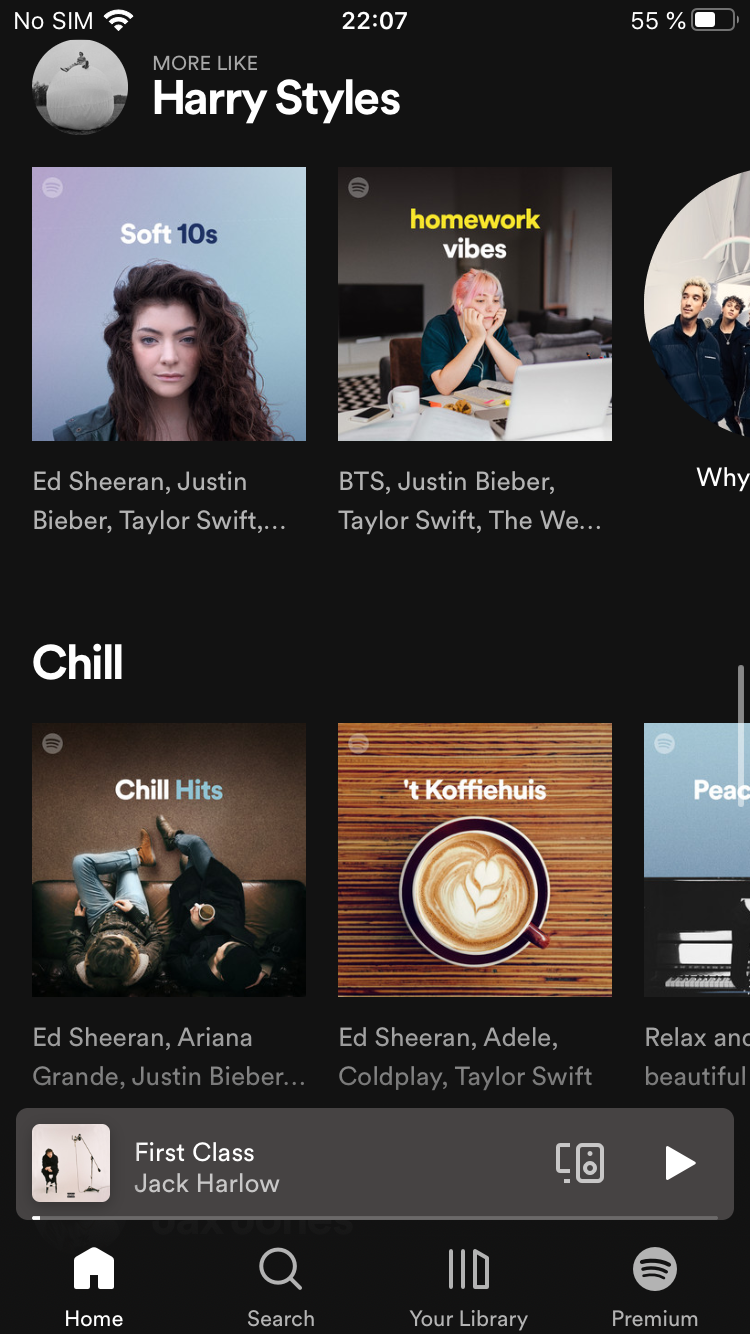 No SIM 22:07 55 %
MORE LIKE
Harry Styles
Soft 10s
homework
vibes
Ed Sheeran, Justin
Bieber, Taylor Swift,...
BTS, Justin Bieber,
Taylor Swift, The We...
Why
Chill
Chill Hits
't Koffiehuis
Peac
Ed Sheeran, Ariana
Grande, Justin Bieber...
Ed Sheeran, Adele,
Coldplay, Taylor Swift
Relax and
beautiful
First Class
Jack Harlow
Jax Jones
Home
Search
Your Library
Premium